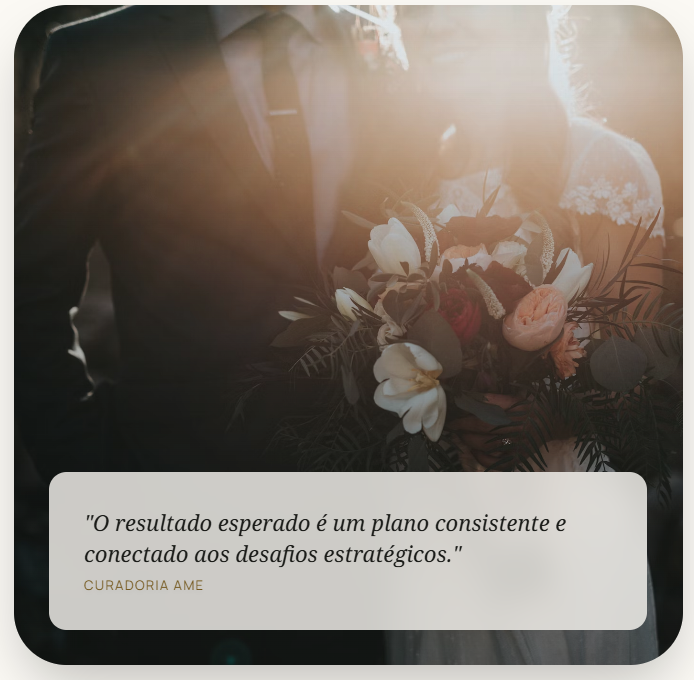 "O resultado esperado é um plano consistente e
conectado aos desafios estratégicos."
CURADORIA AME